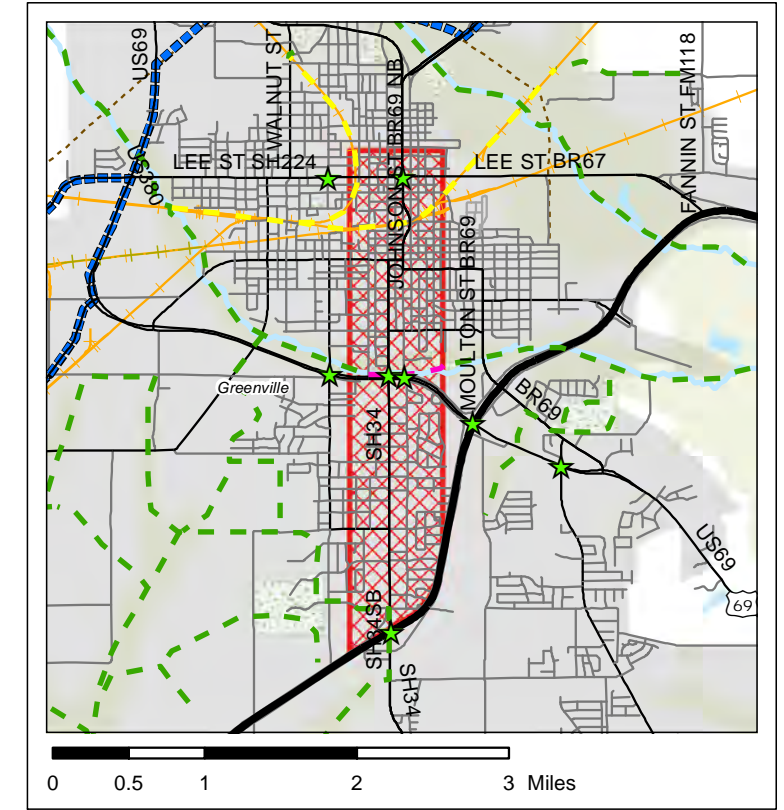 US69
WALNUT ST
JOHNSON ST BR69 NB
FANNIN ST FM118
LEE ST SH224
LEE ST BR67
US380
MOULTON ST BR69
Greenville
SH34
BR69
US69
69
SH34SB
SH34
0 0.5 1 2 3 Miles